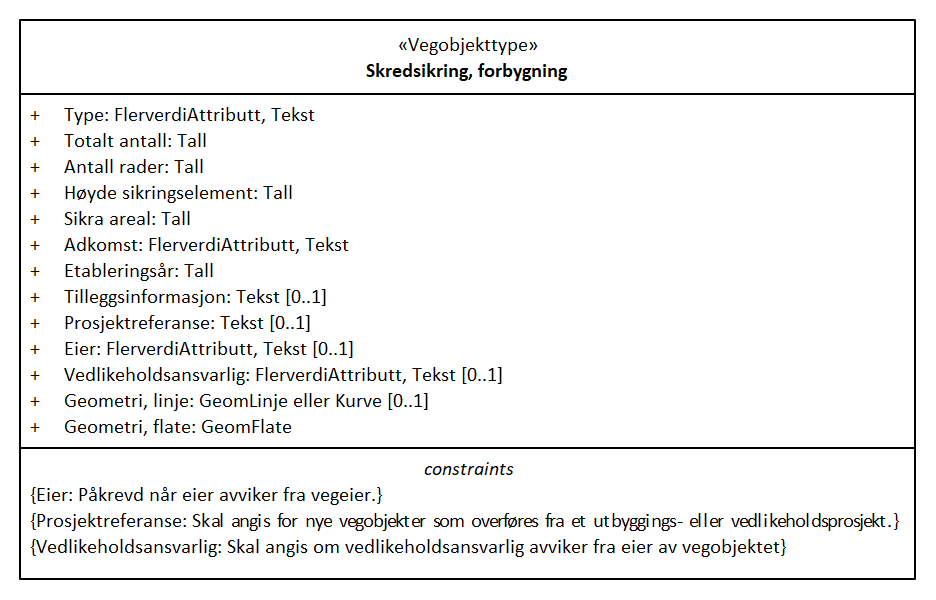 «Vegobjekttype»
Skredsikring, forbygning
+ Type: FlerverdiAttributt, Tekst
+ Totalt antall: Tall
+ Antall rader: Tall
+ Høyde sikringselement: Tall
+ Sikra areal: Tall
+ Adkomst: FlerverdiAttributt, Tekst
+ Etableringsår: Tall
+ Tilleggsinformasjon: Tekst [0..1]
+ Prosjektreferanse: Tekst [0..1]
+ Eier: FlerverdiAttributt, Tekst [0..1]
+ Vedlikeholdsansvarlig: FlerverdiAttributt, Tekst [0..1]
+ Geometri, linje: GeomLinje eller Kurve [0..1]
+ Geometri, flate: GeomFlate
constraints
{Eier: Påkrevd når eier avviker fra vegeier.}
{Prosjektreferanse: Skal angis for nye vegobjekter som overføres fra et utbyggings- eller vedlikeholdsprosjekt.}
{Vedlikeholdsansvarlig: Skal angis om vedlikeholdsansvarlig avviker fra eier av vegobjektet}